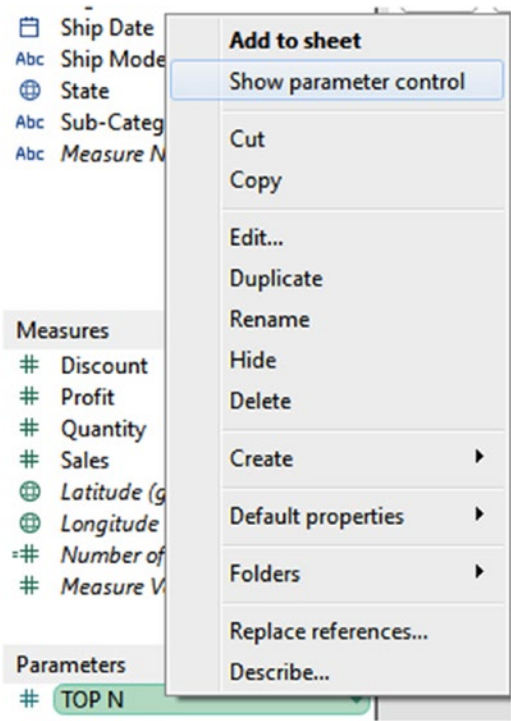 Ship Date
Abc Ship Mode
State
Abc Sub-Categ
Abc Measure N
Measures
# Discount
# Profit
# Quantity
# Sales
Latitude (g
Longitude
=# Number of
# Measure V
Parameters
# TOP N
Add to sheet
Show parameter control
Cut
Copy
Edit...
Duplicate
Rename
Hide
Delete
Create
Default properties
Folders
Replace references...
Describe...